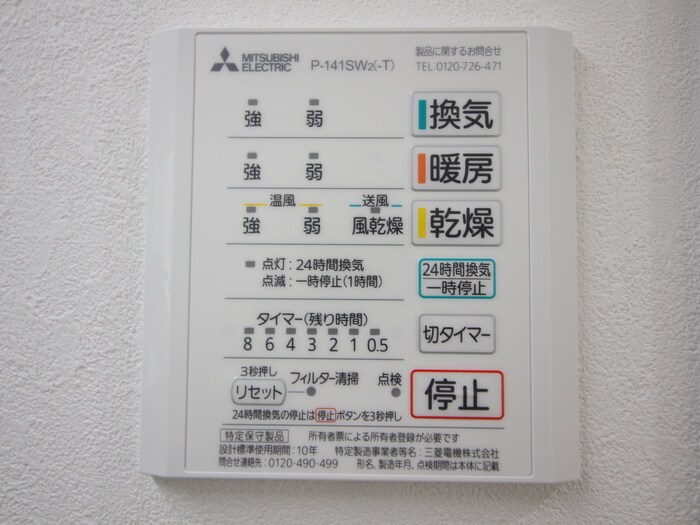 MITSUBISHI ELECTRIC P-141SW2(-T)
製品に関するお問合せ
TEL 0120-726-471
強 弱 換気
強 弱 暖房
温風 送風
強 弱 風乾燥 乾燥
点灯:24時間換気
点滅:一時停止(1時間)
24時間換気
一時停止
タイマー(残り時間)
8 6 4 3 2 1 0.5
切タイマー
3秒押し
リセット フィルター清掃 点検
停止
24時間換気の停止は停止ボタンを3秒押し
特定保守製品 所有者票による所有者登録が必要です
設計標準使用期間:10年 特定製造事業者等名:三菱電機株式会社
問合せ連絡先:0120-490-499 形名、製造年月、点検期間は本体に記載